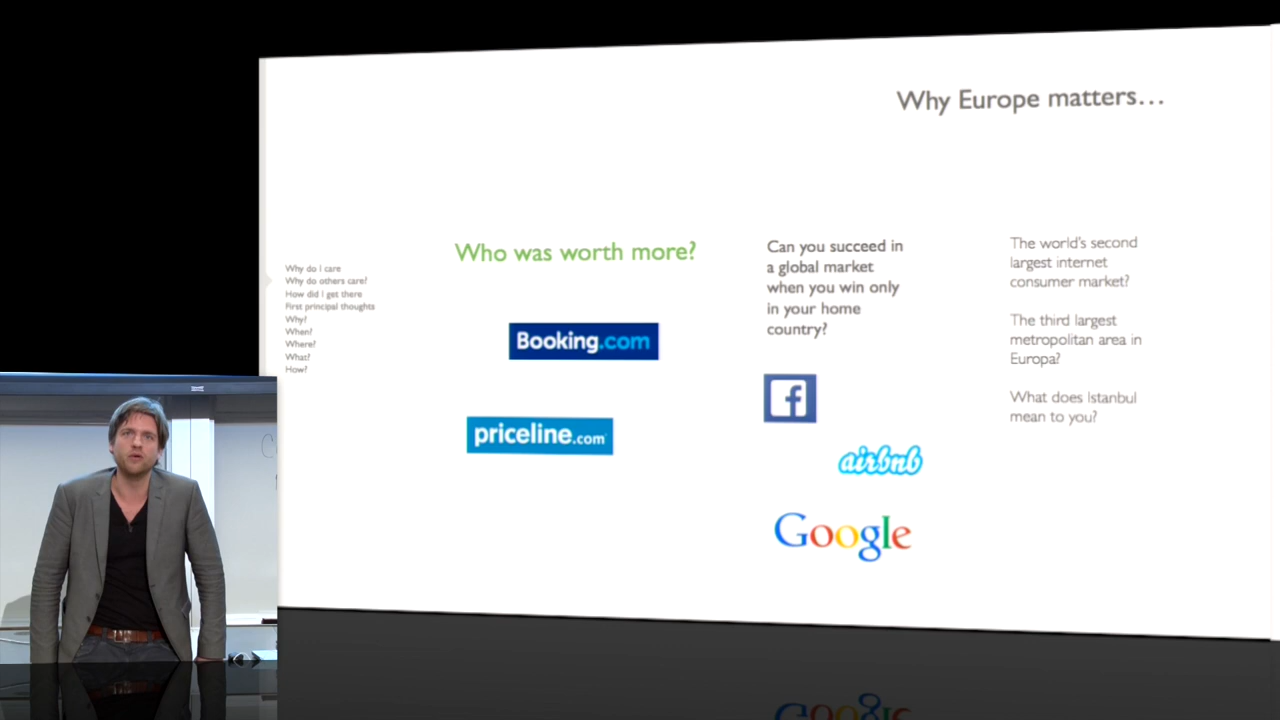 Why Europe matters...
Why do I care
Why do others care?
How did I get there
First principal thoughts
Why?
When?
Where?
What?
How?
Who was worth more?
Booking.com
priceline.com
Can you succeed in
a global market
when you win only
in your home
country?
f
airbnb
Google
The world's second
largest internet
consumer market?
The third largest
metropolitan area in
Europa?
What does Istanbul
mean to you?